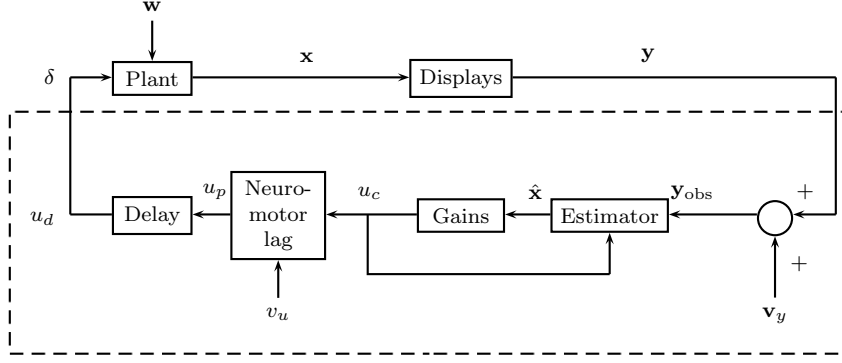 w
δ
Plant
x
Displays
y
u_d
Delay
u_p
Neuro-
motor
lag
u_c
Gains
x̂
Estimator
y_obs
+
+
v_u
v_y